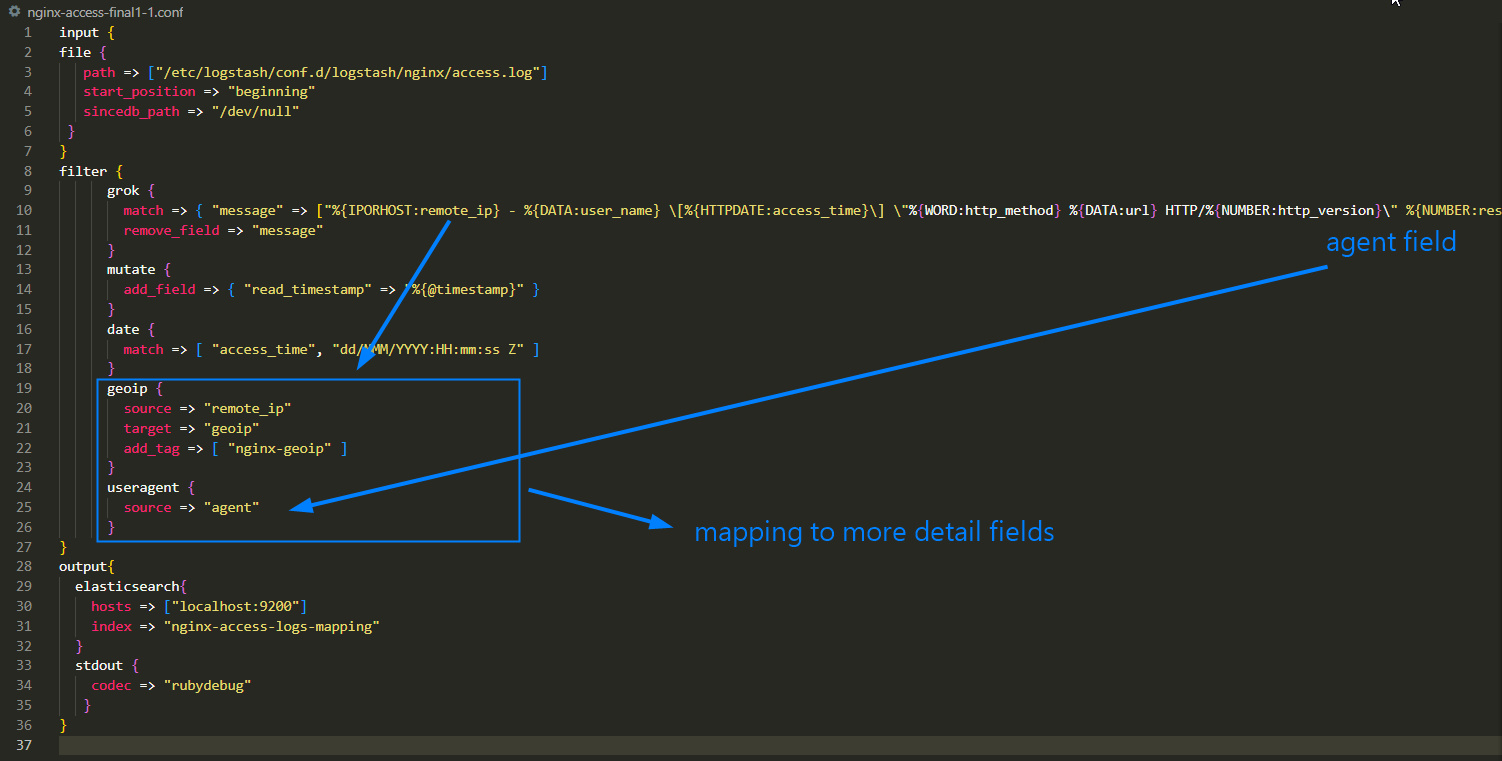 nginx-access-final1-1.conf
1 input {
2 file {
3 path => ["/etc/logstash/conf.d/logstash/nginx/access.log"]
4 start_position => "beginning"
5 sincedb_path => "/dev/null"
6 }
7 }
8 filter {
9 grok {
10 match => { "message" => ["%{IPORHOST:remote_ip} - %{DATA:user_name} \[%{HTTPDATE:access_time}\] \"%{WORD:http_method} %{DATA:url} HTTP/%{NUMBER:http_version}\" %{NUMBER:res
11 remove_field => "message"
agent field
12 }
13 mutate {
14 add_field => { "read_timestamp" => "%{@timestamp}" }
15 }
16 date {
17 match => [ "access_time", "dd/MMM/YYYY:HH:mm:ss Z" ]
18 }
19 geoip {
20 source => "remote_ip"
21 target => "geoip"
22 add_tag => [ "nginx-geoip" ]
23 }
24 useragent {
25 source => "agent"
26 }
mapping to more detail fields
27 }
28 output{
29 elasticsearch{
30 hosts => ["localhost:9200"]
31 index => "nginx-access-logs-mapping"
32 }
33 stdout {
34 codec => "rubydebug"
35 }
36 }
37